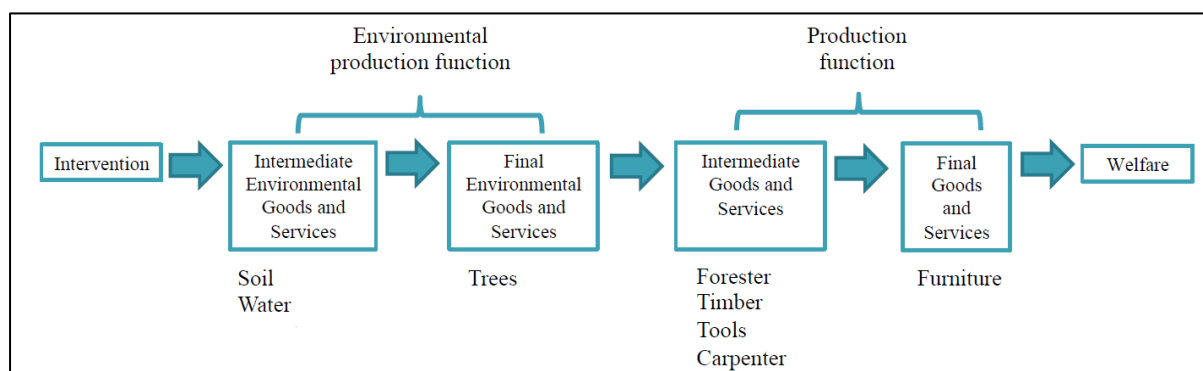 Environmental
production function
Production
function
Intervention
Intermediate
Environmental
Goods and
Services
Final
Environmental
Goods and
Services
Intermediate
Goods and
Services
Final
Goods
and
Services
Welfare
Soil
Water
Trees
Forester
Timber
Tools
Carpenter
Furniture